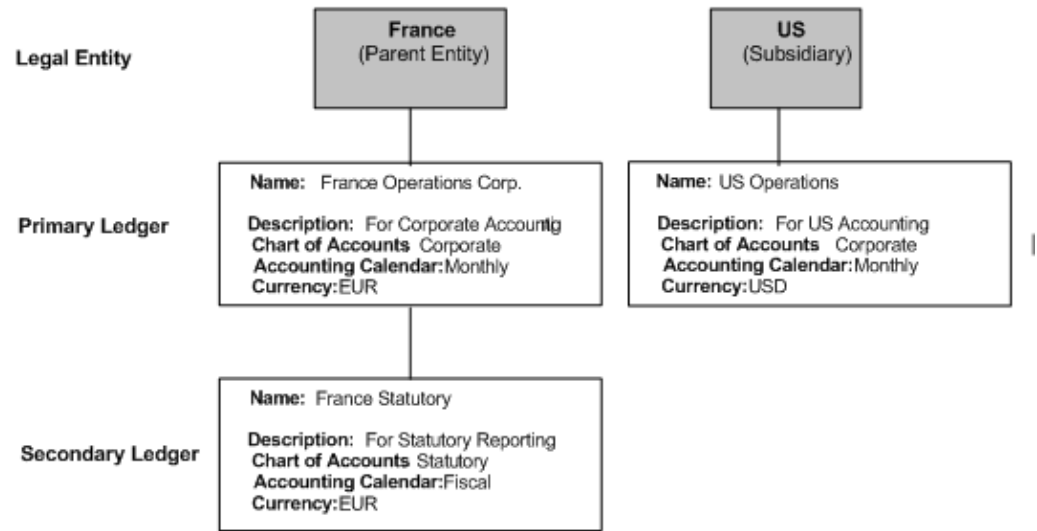 Legal Entity
France
(Parent Entity)
US
(Subsidiary)
Primary Ledger
Name: France Operations Corp.
Description: For Corporate Accountig
Chart of Accounts Corporate
Accounting Calendar:Monthly
Currency:EUR
Name: US Operations
Description: For US Accounting
Chart of Accounts Corporate
Accounting Calendar:Monthly
Currency:USD
Secondary Ledger
Name: France Statutory
Description: For Statutory Reporting
Chart of Accounts Statutory
Accounting Calendar:Fiscal
Currency:EUR